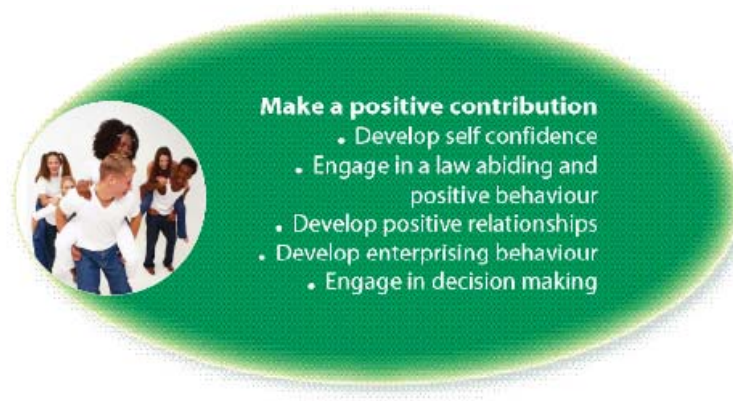 Make a positive contribution
• Develop self confidence
• Engage in a law abiding and
positive behaviour
• Develop positive relationships
• Develop enterprising behaviour
• Engage in decision making